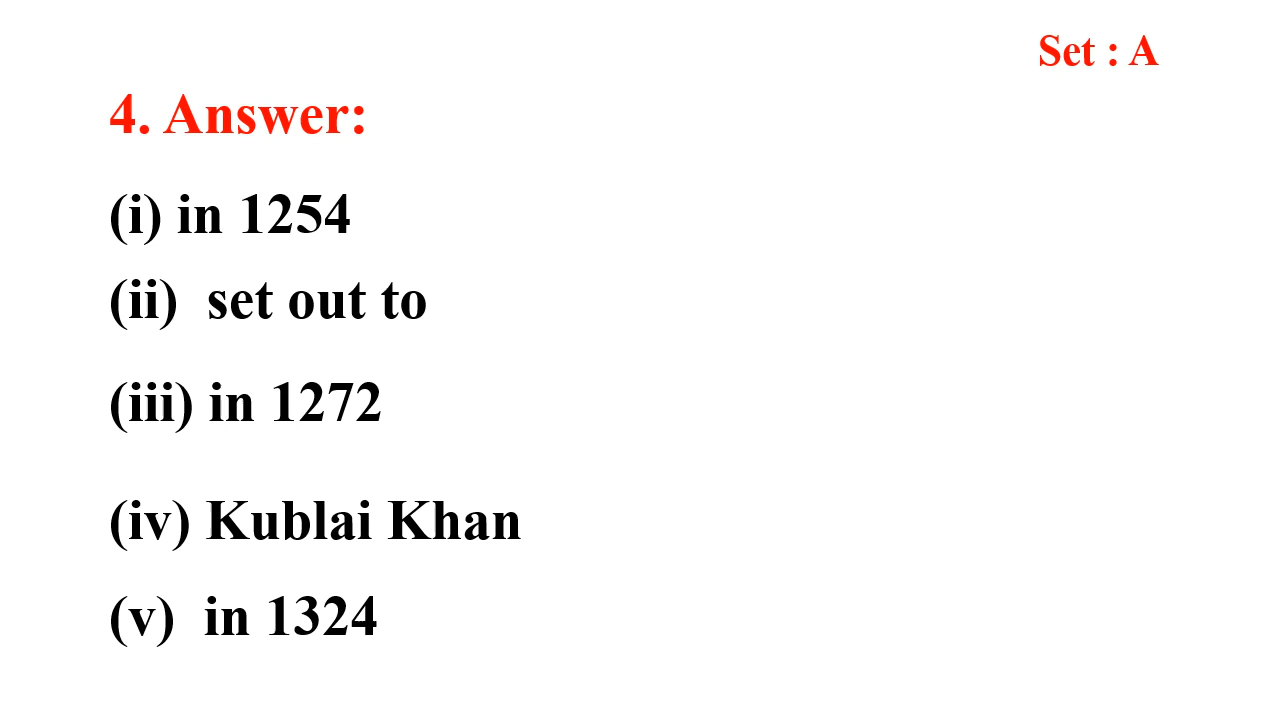 Set : A
4. Answer:
(i) in 1254
(ii) set out to
(iii) in 1272
(iv) Kublai Khan
(v) in 1324